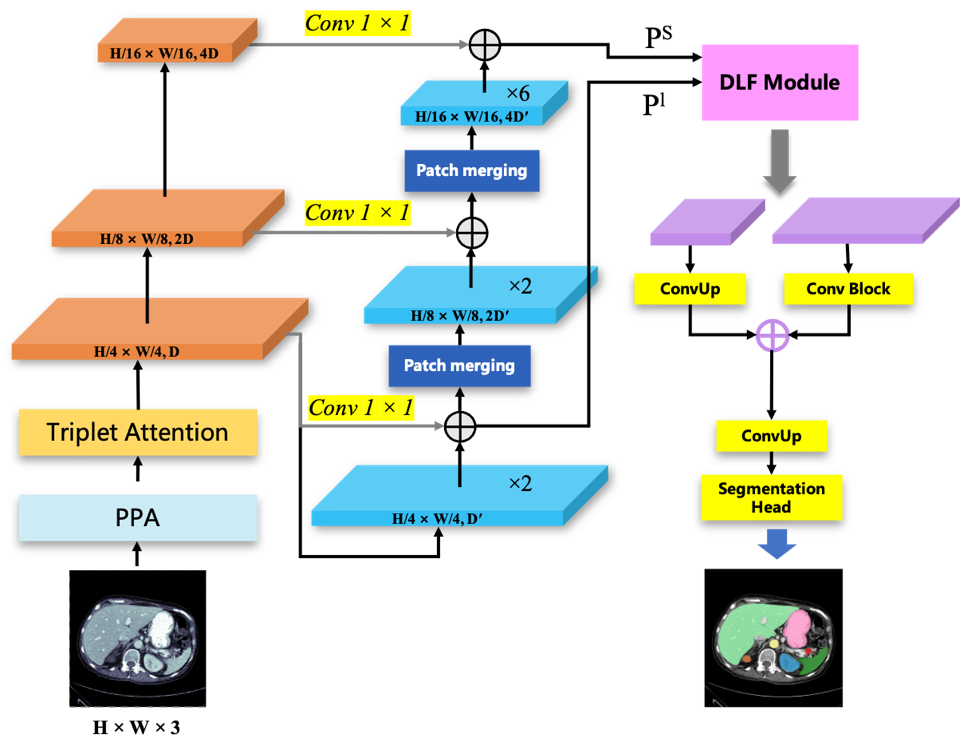 H/16 × W/16, 4D
Conv 1 × 1
P^S
DLF Module
×6
H/16 × W/16, 4D′
P^l
Patch merging
Conv 1 × 1
H/8 × W/8, 2D
×2
H/8 × W/8, 2D′
ConvUp
Conv Block
H/4 × W/4, D
Patch merging
Conv 1 × 1
Triplet Attention
ConvUp
×2
H/4 × W/4, D′
Segmentation
Head
PPA
H × W × 3